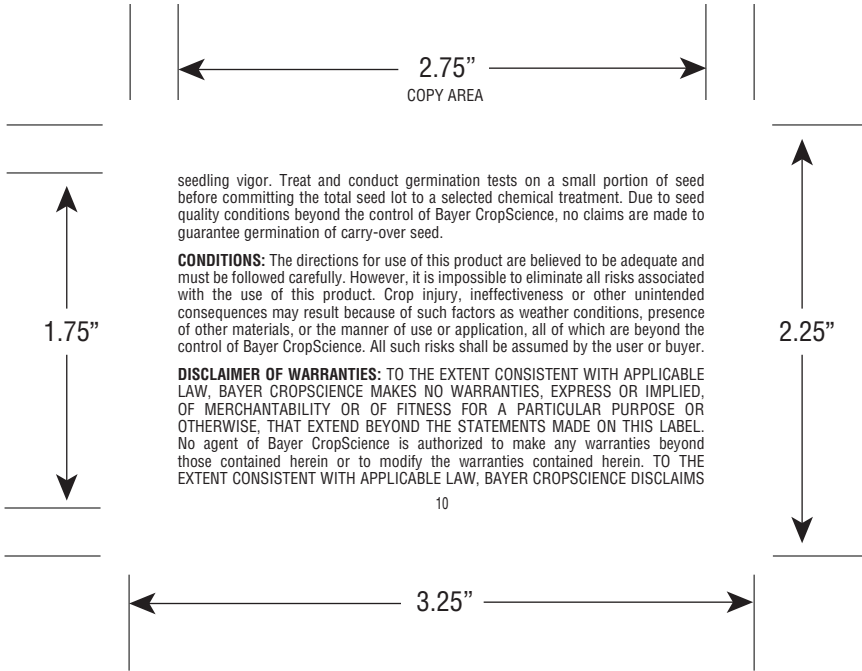 2.75”
COPY AREA
seedling vigor. Treat and conduct germination tests on a small portion of seed
before committing the total seed lot to a selected chemical treatment. Due to seed
quality conditions beyond the control of Bayer CropScience, no claims are made to
guarantee germination of carry-over seed.
CONDITIONS: The directions for use of this product are believed to be adequate and
must be followed carefully. However, it is impossible to eliminate all risks associated
with the use of this product. Crop injury, ineffectiveness or other unintended
consequences may result because of such factors as weather conditions, presence
of other materials, or the manner of use or application, all of which are beyond the
control of Bayer CropScience. All such risks shall be assumed by the user or buyer.
1.75”
2.25”
DISCLAIMER OF WARRANTIES: TO THE EXTENT CONSISTENT WITH APPLICABLE
LAW, BAYER CROPSCIENCE MAKES NO WARRANTIES, EXPRESS OR IMPLIED,
OF MERCHANTABILITY OR OF FITNESS FOR A PARTICULAR PURPOSE OR
OTHERWISE, THAT EXTEND BEYOND THE STATEMENTS MADE ON THIS LABEL.
No agent of Bayer CropScience is authorized to make any warranties beyond
those contained herein or to modify the warranties contained herein. TO THE
EXTENT CONSISTENT WITH APPLICABLE LAW, BAYER CROPSCIENCE DISCLAIMS
10
3.25”